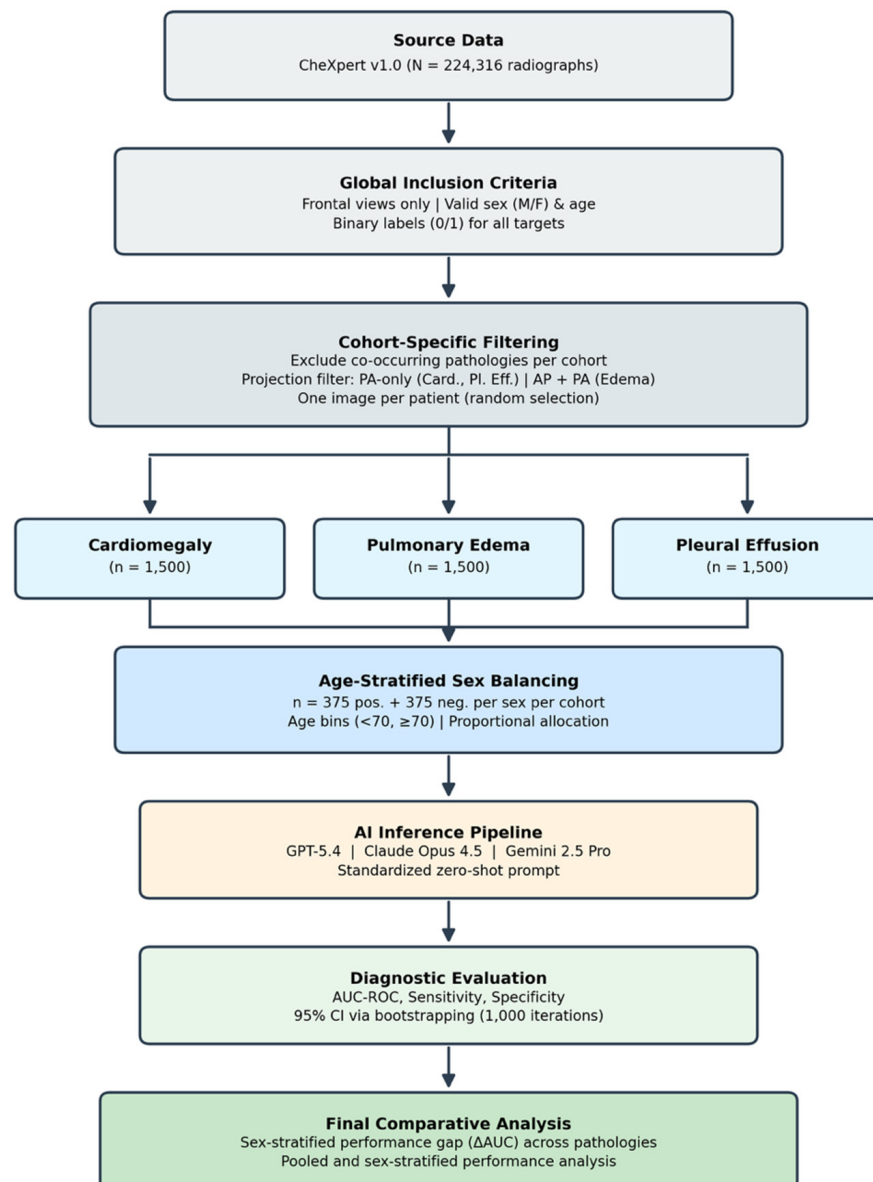 Source Data
CheXpert v1.0 (N = 224,316 radiographs)
Global Inclusion Criteria
Frontal views only | Valid sex (M/F) & age
Binary labels (0/1) for all targets
Cohort-Specific Filtering
Exclude co-occurring pathologies per cohort
Projection filter: PA-only (Card., Pl. Eff.) | AP + PA (Edema)
One image per patient (random selection)
Cardiomegaly
(n = 1,500)
Pulmonary Edema
(n = 1,500)
Pleural Effusion
(n = 1,500)
Age-Stratified Sex Balancing
n = 375 pos. + 375 neg. per sex per cohort
Age bins (<70, ≥70) | Proportional allocation
AI Inference Pipeline
GPT-5.4 | Claude Opus 4.5 | Gemini 2.5 Pro
Standardized zero-shot prompt
Diagnostic Evaluation
AUC-ROC, Sensitivity, Specificity
95% CI via bootstrapping (1,000 iterations)
Final Comparative Analysis
Sex-stratified performance gap (ΔAUC) across pathologies
Pooled and sex-stratified performance analysis